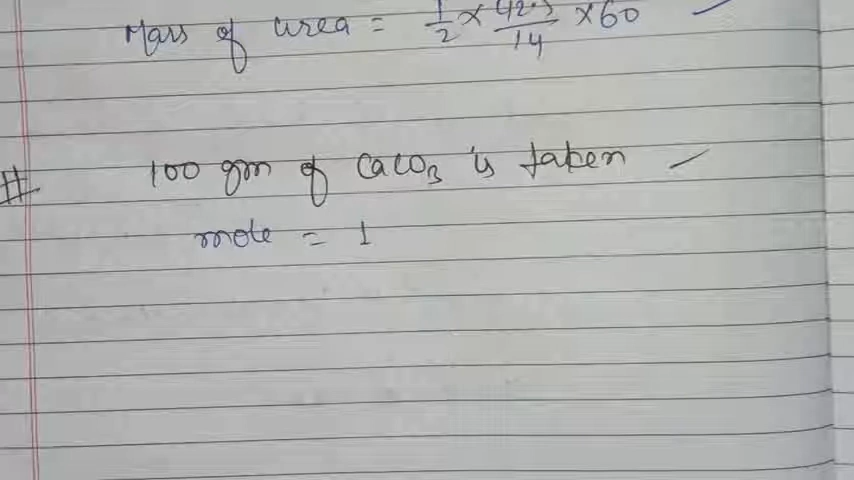 Mass of urea = 1/2 × 42.5/14 × 60
# 100 gm of CaCO3 is taken
mole = 1